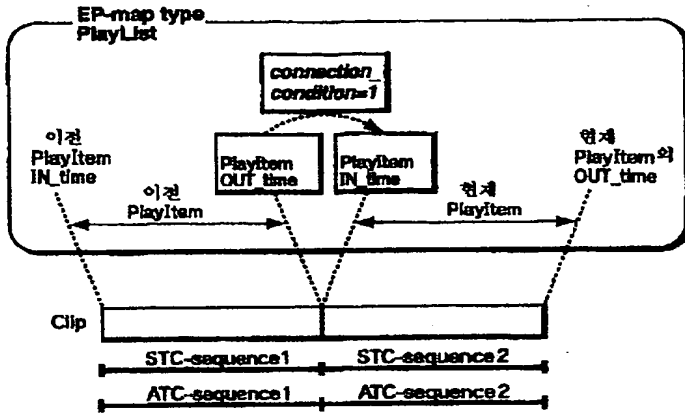 EP-map type
PlayList
connection_
condition=1
이전
PlayItem
IN_time
PlayItem
OUT_time
PlayItem
IN_time
현재
PlayItem의
OUT_time
이전
PlayItem
현재
PlayItem
Clip
STC-sequence1
STC-sequence2
ATC-sequence1
ATC-sequence2